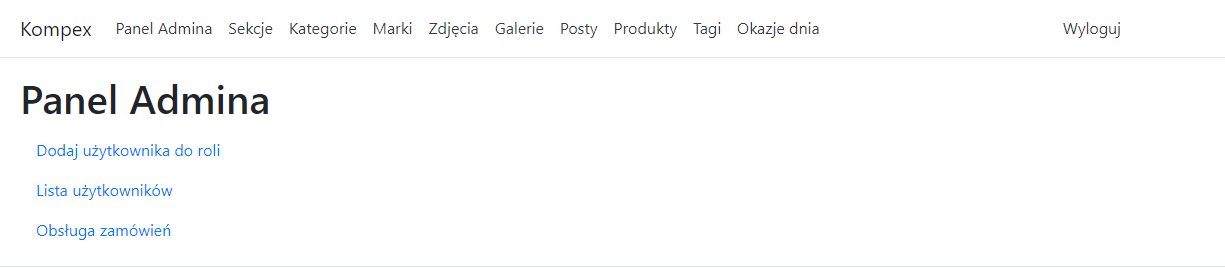 Kompex Panel Admina Sekcje Kategorie Marki Zdjęcia Galerie Posty Produkty Tagi Okazje dnia Wyloguj
Panel Admina
Dodaj użytkownika do roli
Lista użytkowników
Obsługa zamówień